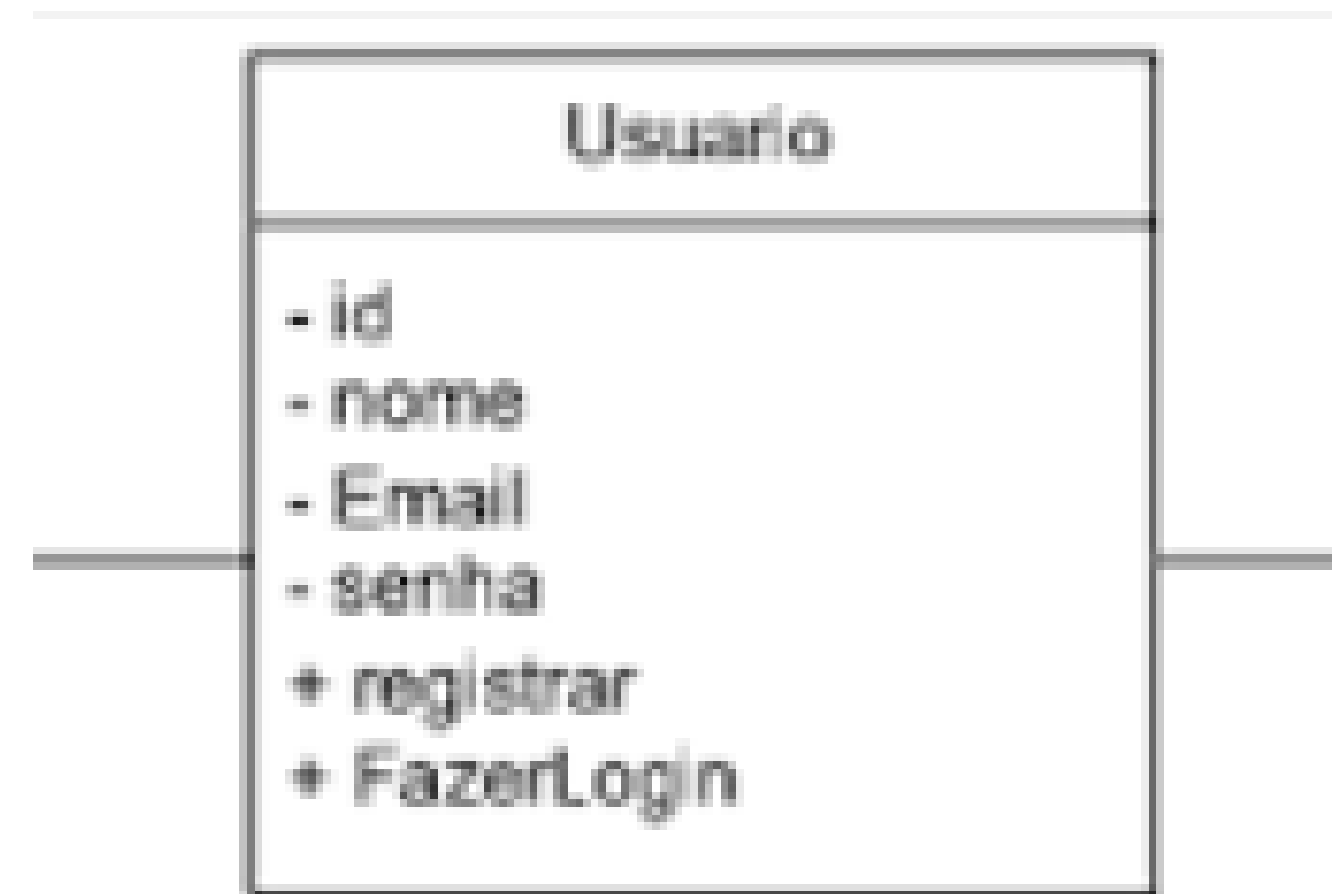 Usuario
- id
- nome
- Email
- senha
+ registrar
+ FazerLogin